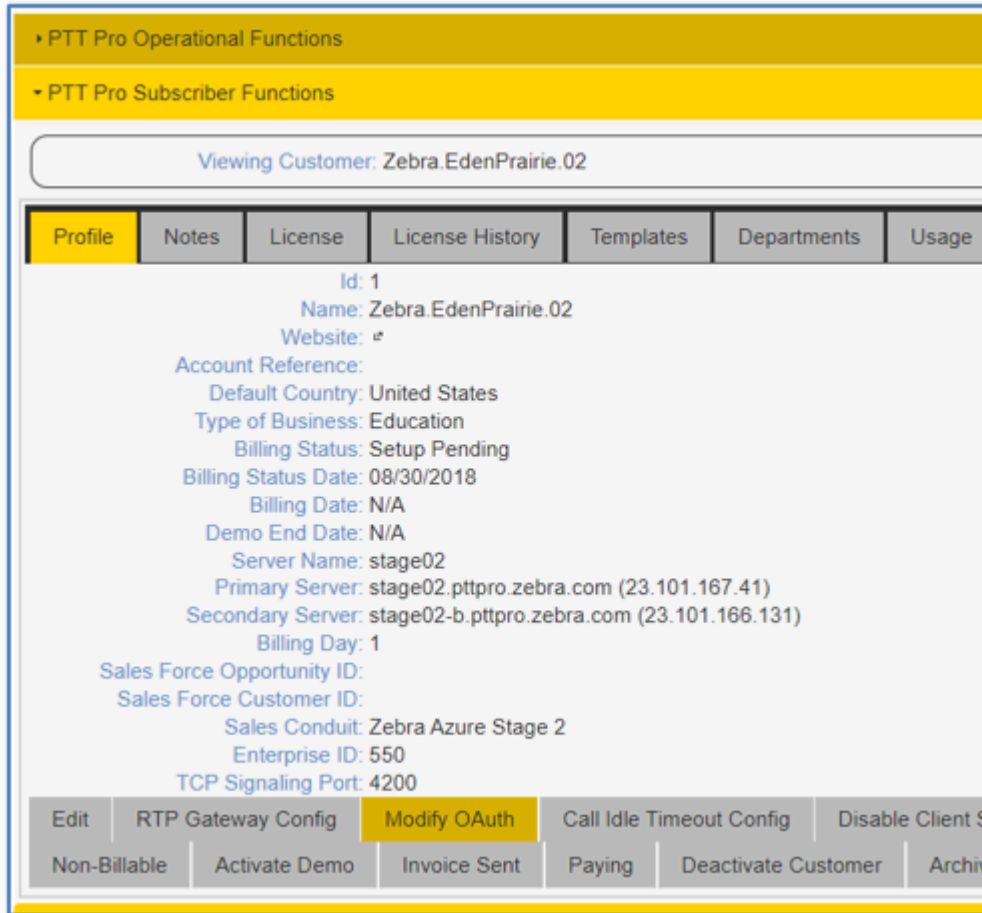 PTT Pro Operational Functions
PTT Pro Subscriber Functions
Viewing Customer: Zebra.EdenPrairie.02
Profile Notes License License History Templates Departments Usage
Id: 1
Name: Zebra.EdenPrairie.02
Website:
Account Reference:
Default Country: United States
Type of Business: Education
Billing Status: Setup Pending
Billing Status Date: 08/30/2018
Billing Date: N/A
Demo End Date: N/A
Server Name: stage02
Primary Server: stage02.pttpro.zebra.com (23.101.167.41)
Secondary Server: stage02-b.pttpro.zebra.com (23.101.166.131)
Billing Day: 1
Sales Force Opportunity ID:
Sales Force Customer ID:
Sales Conduit: Zebra Azure Stage 2
Enterprise ID: 550
TCP Signaling Port: 4200
Edit RTP Gateway Config Modify OAuth Call Idle Timeout Config Disable Client
Non-Billable Activate Demo Invoice Sent Paying Deactivate Customer